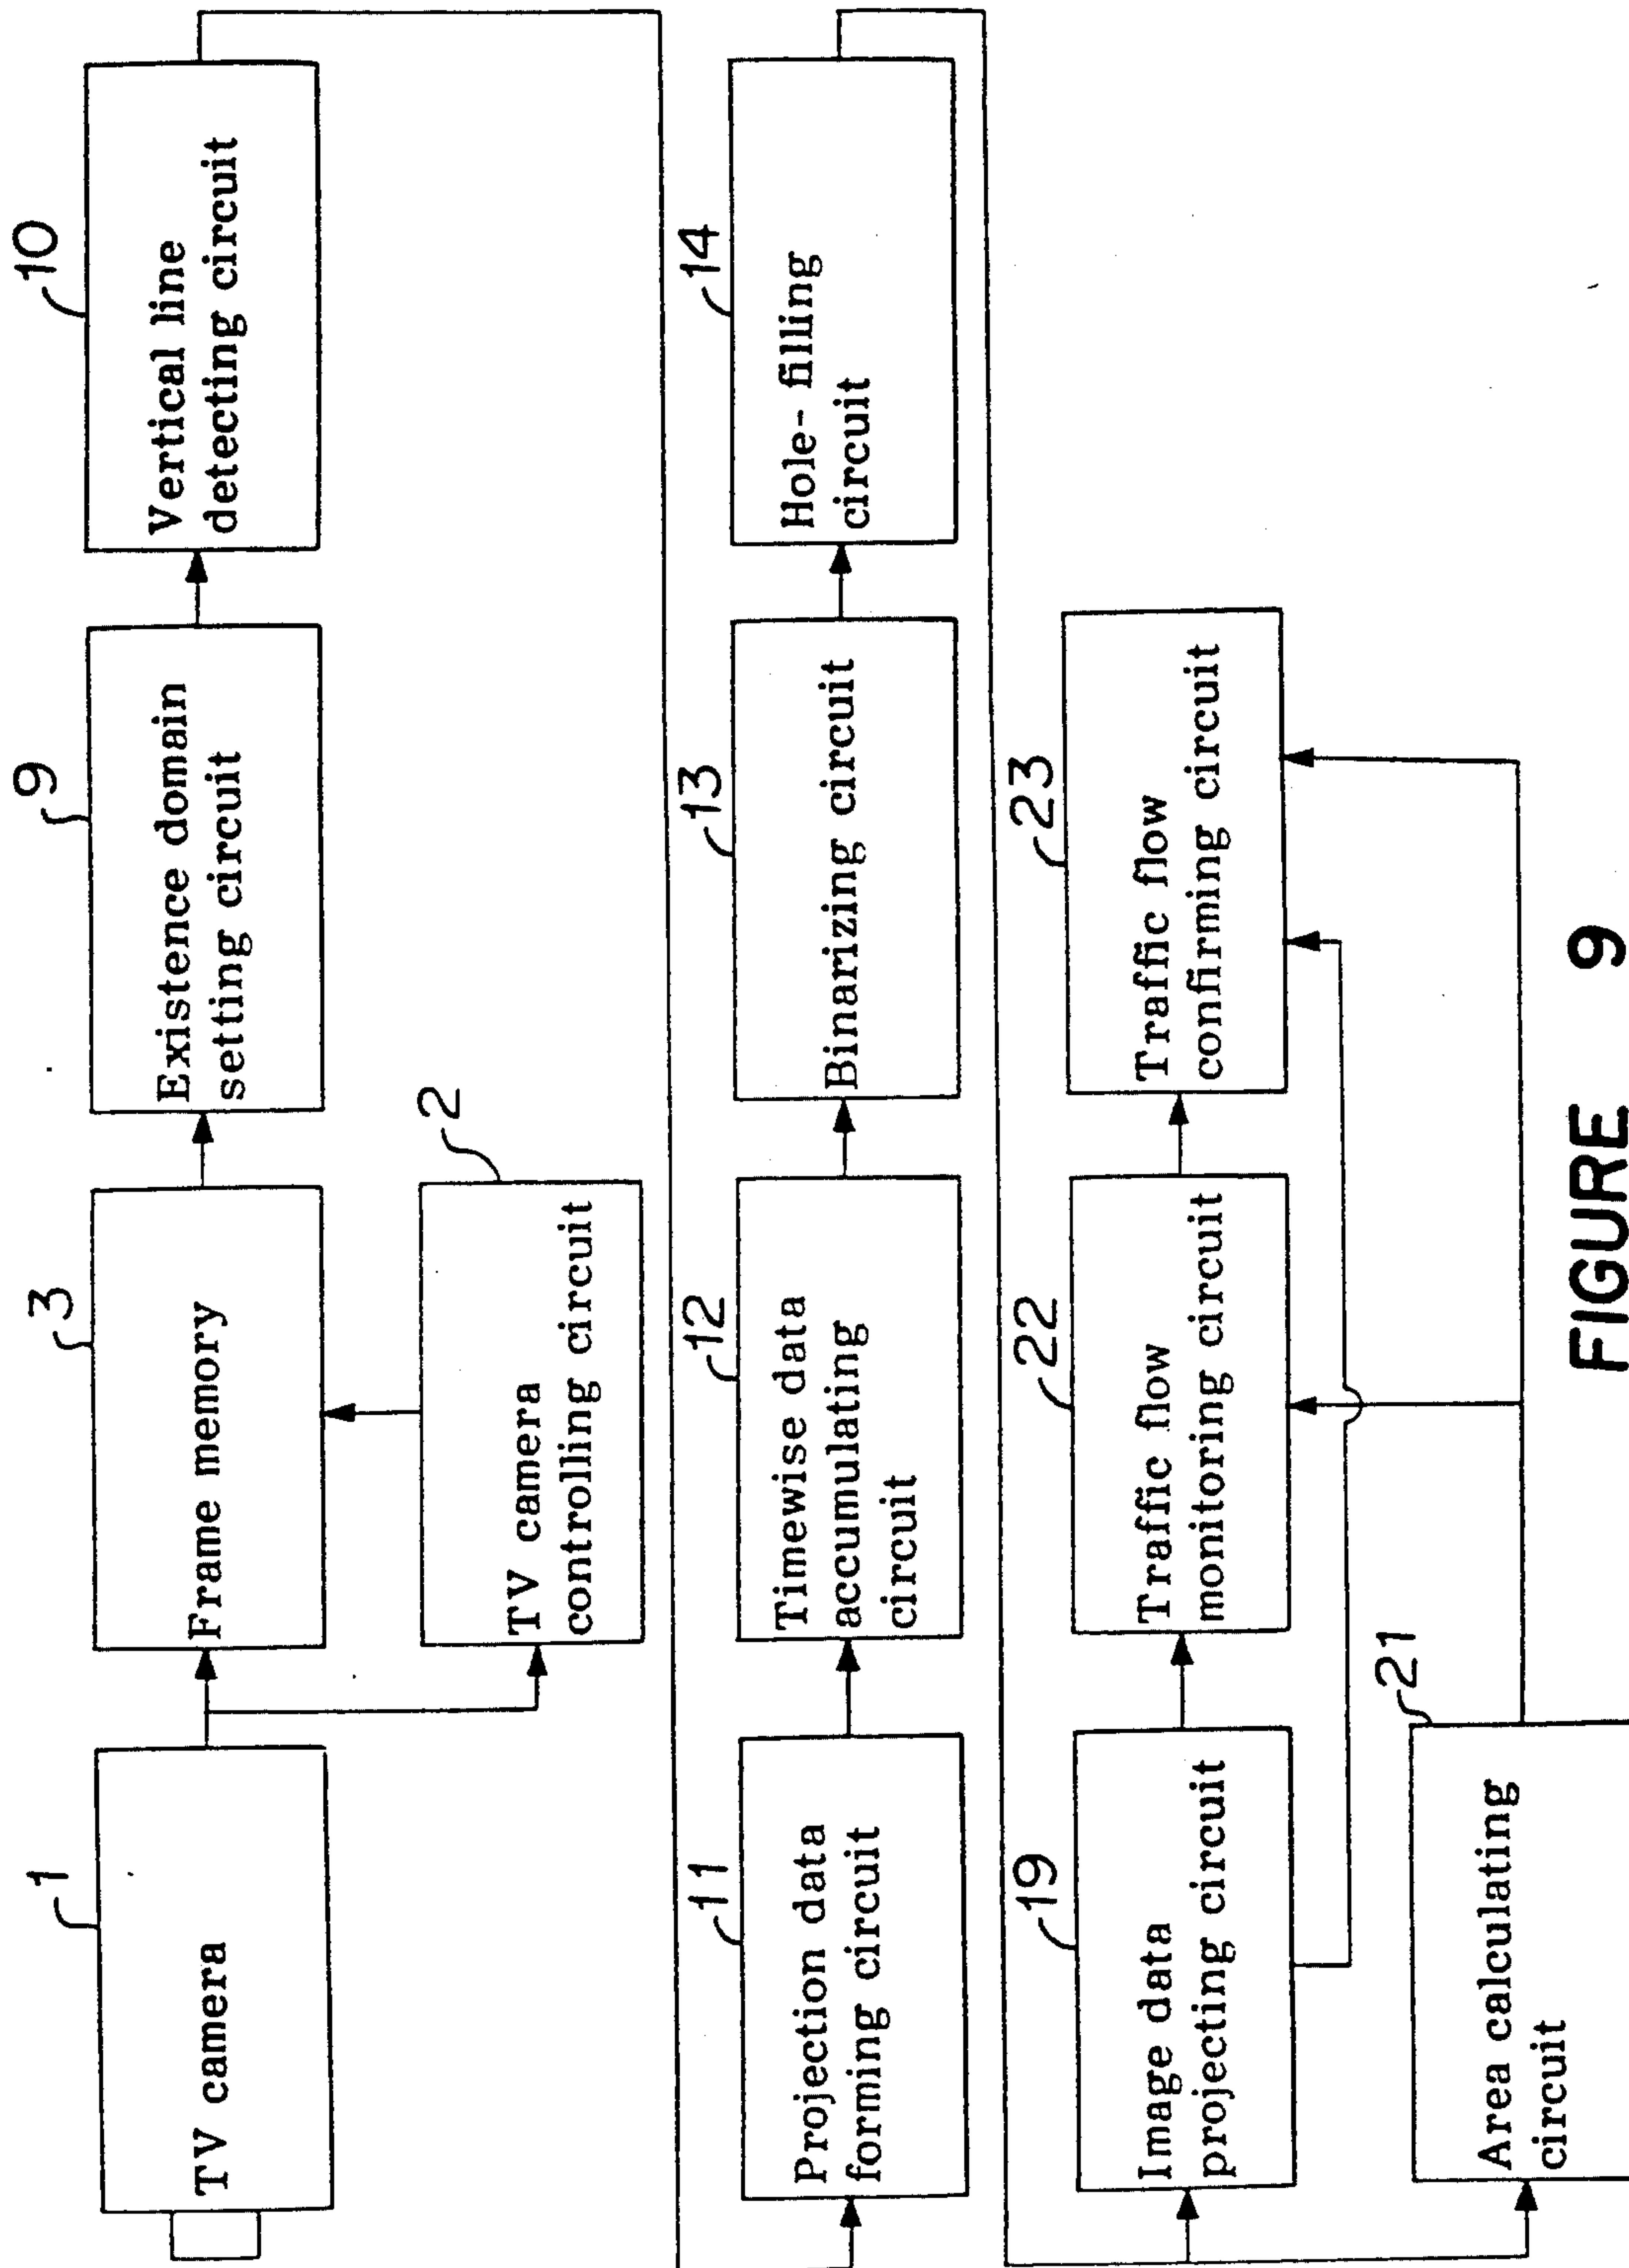 1
TV camera
3
Frame memory
2
TV camera
controlling circuit
9
Existence domain
setting circuit
10
Vertical line
detecting circuit
11
Projection data
forming circuit
12
Timewise data
accumulating
circuit
13
Binarizing circuit
14
Hole- filling
circuit
19
Image data
projecting circuit
22
Traffic flow
monitoring circuit
23
Traffic flow
confirming circuit
21
Area calculating
circuit
FIGURE 9